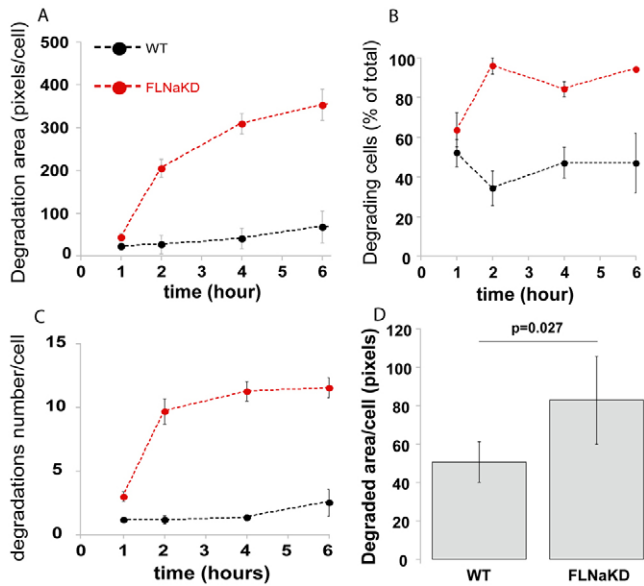 A
WT
FLNaKD
Degradation area (pixels/cell)
500
400
300
200
100
0
0 1 2 3 4 5 6
time (hour)
B
Degrading cells (% of total)
100
80
60
40
20
0
0 1 2 3 4 5 6
time (hour)
C
degradations number/cell
15
10
5
0
0 1 2 3 4 5 6
time (hours)
D
p=0.027
Degraded area/cell (pixels)
120
100
80
60
40
20
0
WT FLNaKD